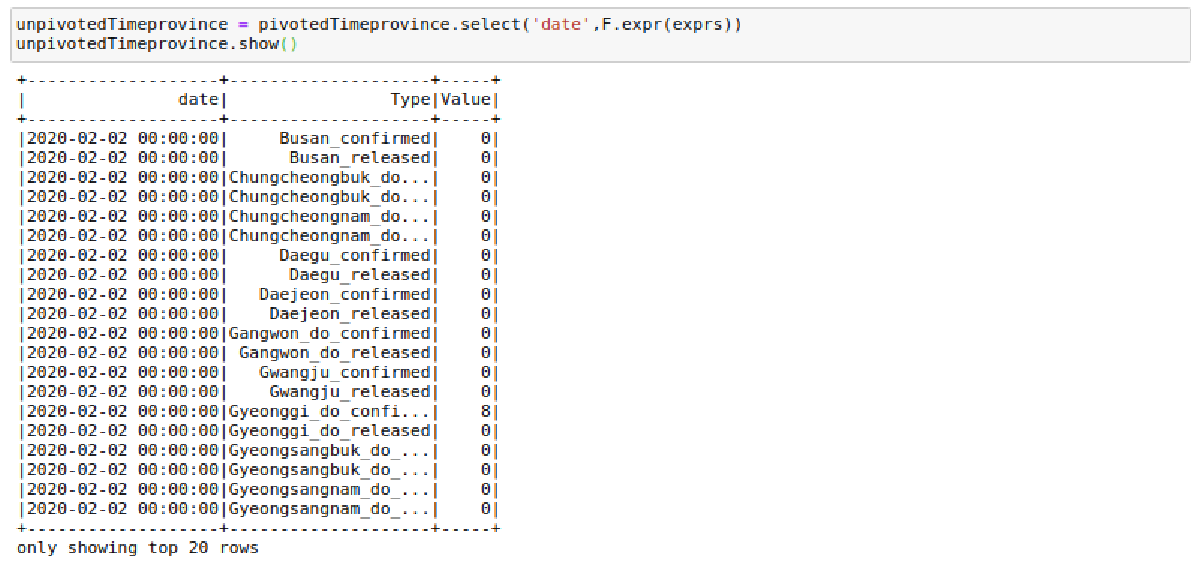 unpivotedTimeprovince = pivotedTimeprovince.select('date',F.expr(exprs))
unpivotedTimeprovince.show()
+-------------------+--------------------+-----+
|               date|                Type|Value|
+-------------------+--------------------+-----+
|2020-02-02 00:00:00|     Busan_confirmed|    0|
|2020-02-02 00:00:00|      Busan_released|    0|
|2020-02-02 00:00:00|Chungcheongbuk_do...|    0|
|2020-02-02 00:00:00|Chungcheongbuk_do...|    0|
|2020-02-02 00:00:00|Chungcheongnam_do...|    0|
|2020-02-02 00:00:00|Chungcheongnam_do...|    0|
|2020-02-02 00:00:00|     Daegu_confirmed|    0|
|2020-02-02 00:00:00|      Daegu_released|    0|
|2020-02-02 00:00:00|   Daejeon_confirmed|    0|
|2020-02-02 00:00:00|    Daejeon_released|    0|
|2020-02-02 00:00:00|Gangwon_do_confirmed|    0|
|2020-02-02 00:00:00| Gangwon_do_released|    0|
|2020-02-02 00:00:00|   Gwangju_confirmed|    0|
|2020-02-02 00:00:00|    Gwangju_released|    0|
|2020-02-02 00:00:00|Gyeonggi_do_confi...|    8|
|2020-02-02 00:00:00|Gyeonggi_do_released|    0|
|2020-02-02 00:00:00|Gyeongsangbuk_do_...|    0|
|2020-02-02 00:00:00|Gyeongsangbuk_do_...|    0|
|2020-02-02 00:00:00|Gyeongsangnam_do_...|    0|
|2020-02-02 00:00:00|Gyeongsangnam_do_...|    0|
+-------------------+--------------------+-----+
only showing top 20 rows